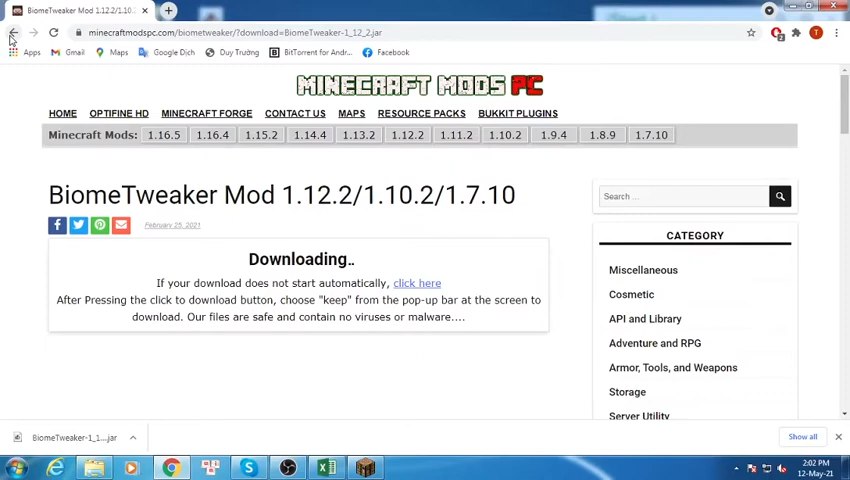 BiomeTweaker Mod 1.12.2/1.10.2/1
minecraftmodspc.com/biometweaker/?download=BiomeTweaker-1_12_2.jar
T
Apps Gmail Maps Google Dịch Duy Trường BitTorrent for Andr... Facebook
MINECRAFT MODS PC
HOME OPTIFINE HD MINECRAFT FORGE CONTACT US MAPS RESOURCE PACKS BUKKIT PLUGINS
Minecraft Mods: 1.16.5 1.16.4 1.15.2 1.14.4 1.13.2 1.12.2 1.11.2 1.10.2 1.9.4 1.8.9 1.7.10
BiomeTweaker Mod 1.12.2/1.10.2/1.7.10
February 25, 2021
Downloading..
If your download does not start automatically, click here
After Pressing the click to download button, choose "keep" from the pop-up bar at the screen to
download. Our files are safe and contain no viruses or malware....
Search ...
CATEGORY
Miscellaneous
Cosmetic
API and Library
Adventure and RPG
Armor, Tools, and Weapons
Storage
Server Utility
BiomeTweaker-1_1....jar
Show all
2:02 PM
12-May-21